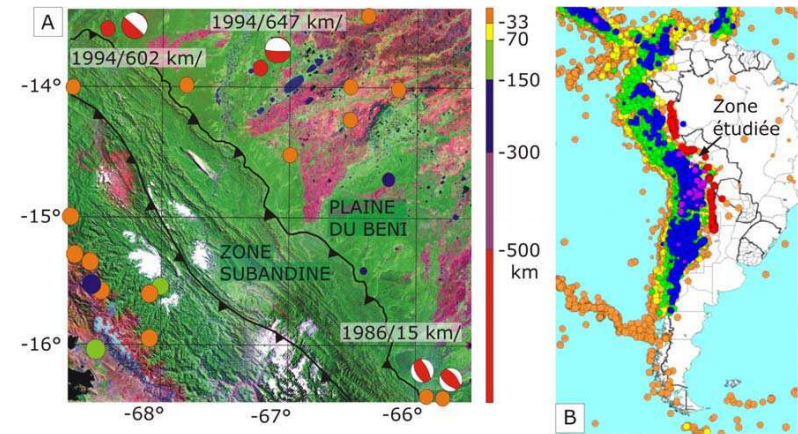 A
1994/647 km/
1994/602 km/
-14°
-15°
-16°
-68°
-67°
-66°
PLAINE
DU BENI
ZONE
SUBANDINE
1986/15 km/
-33
-70
-150
-300
-500
km
Zone
étudiée
B